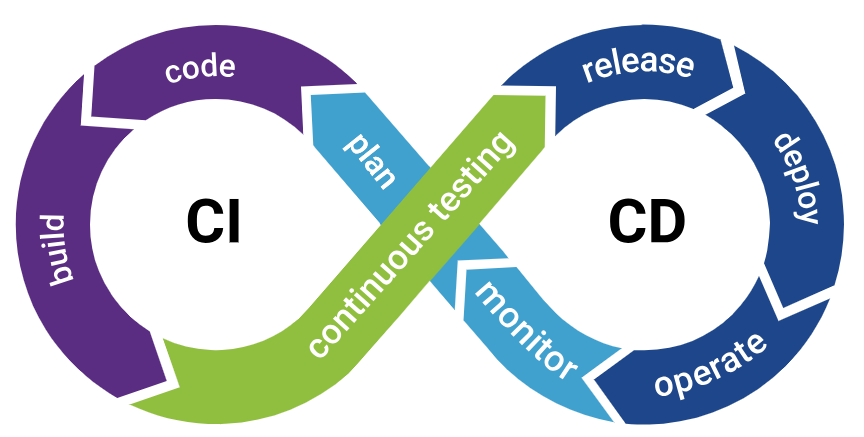 code
release
plan
continuous testing
deploy
CI
CD
build
monitor
operate